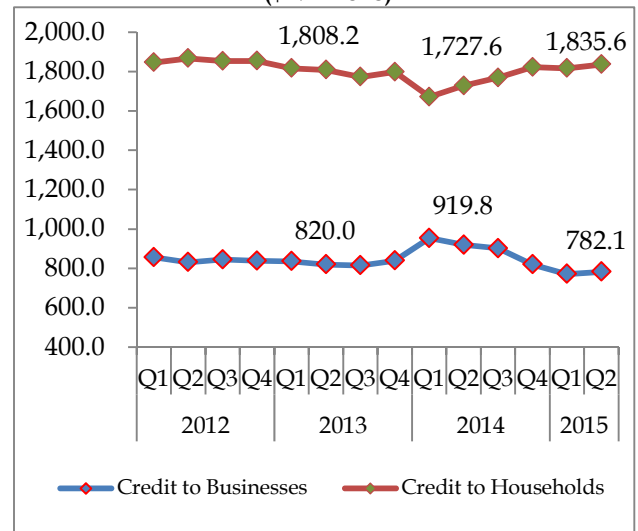 2,000.0
1,800.0
1,600.0
1,400.0
1,200.0
1,000.0
800.0
600.0
400.0
1,808.2 1,727.6 1,835.6
820.0 919.8 782.1
Q1 Q2 Q3 Q4 Q1 Q2 Q3 Q4 Q1 Q2 Q3 Q4 Q1 Q2
2012 2013 2014 2015
Credit to Businesses Credit to Households